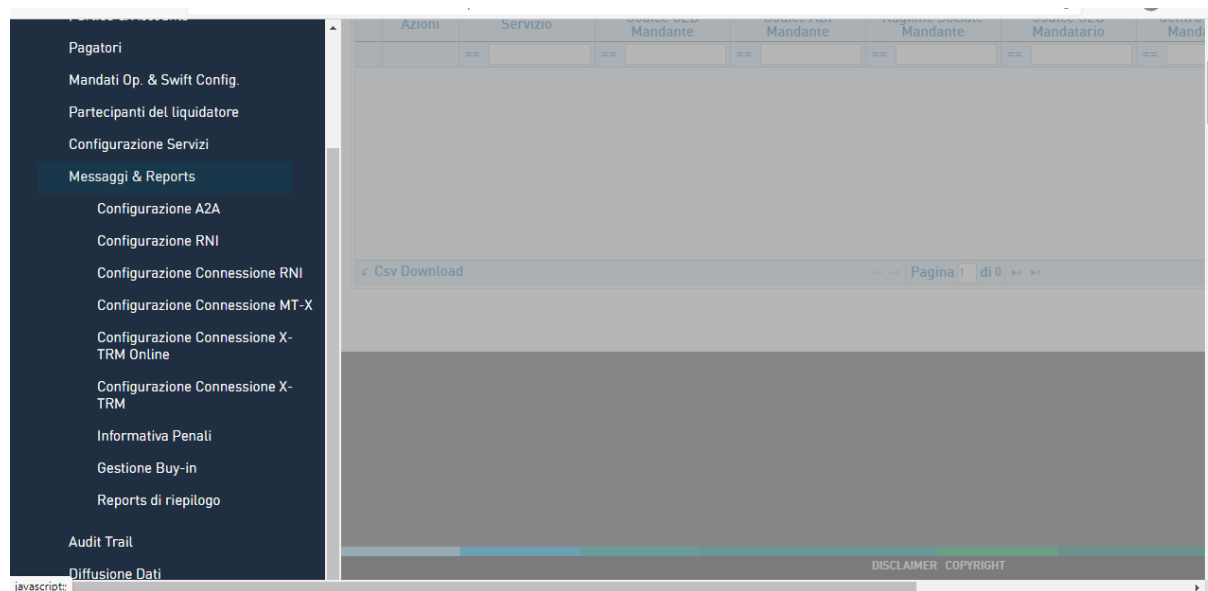 Pagatori
Mandati Op. & Swift Config.
Partecipanti del liquidatore
Configurazione Servizi
Messaggi & Reports
Configurazione A2A
Configurazione RNI
Configurazione Connessione RNI
Configurazione Connessione MT-X
Configurazione Connessione X-
TRM Online
Configurazione Connessione X-
TRM
Informativa Penali
Gestione Buy-in
Reports di riepilogo
Audit Trail
Diffusione Dati
javascript:;
Azioni Servizio Mandante Mandante Mandante Mandatario
== == == == ==
Csv Download Pagina 1 di 0
DISCLAIMER COPYRIGHT